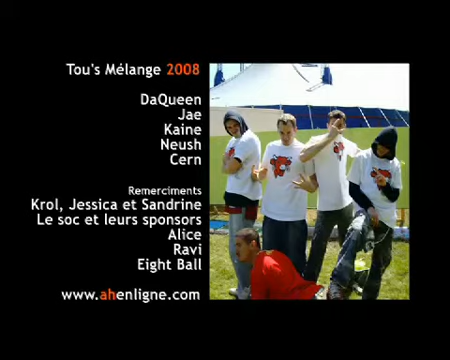 Tou's Mélange 2008
DaQueen
Jae
Kaine
Neush
Cern
Remerciments
Krol, Jessica et Sandrine
Le soc et leurs sponsors
Alice
Ravi
Eight Ball
www.ahenligne.com